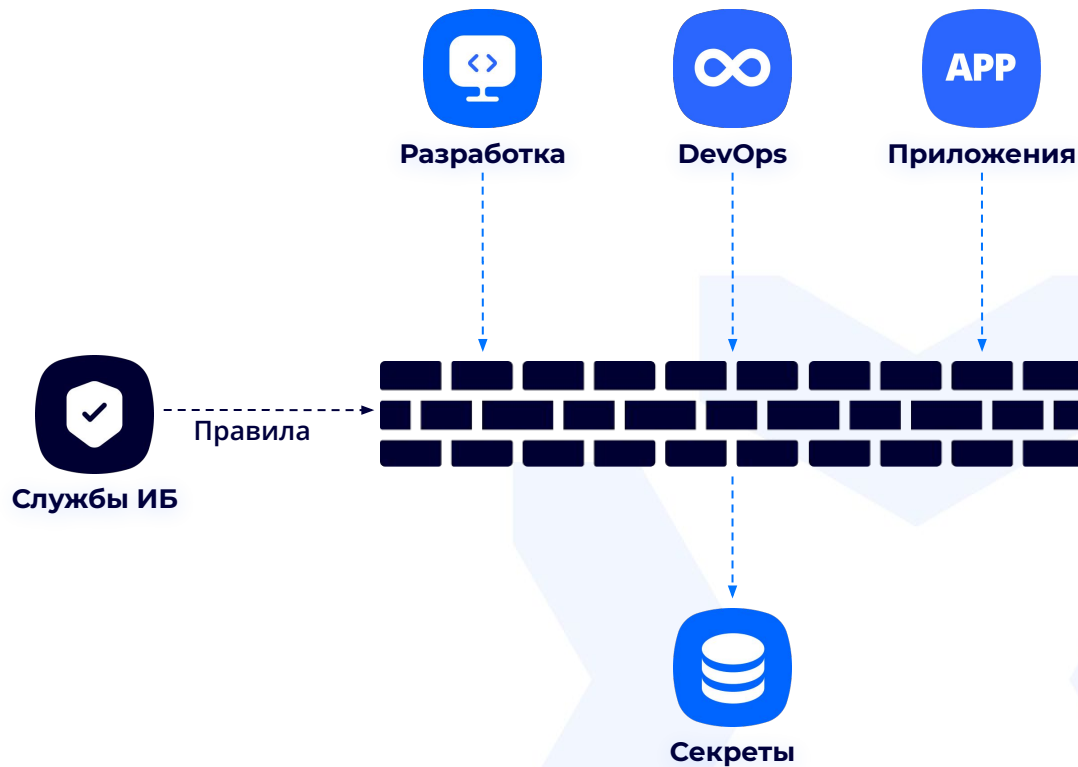 APP
Разработка
DevOps
Приложения
Правила
Службы ИБ
Секреты